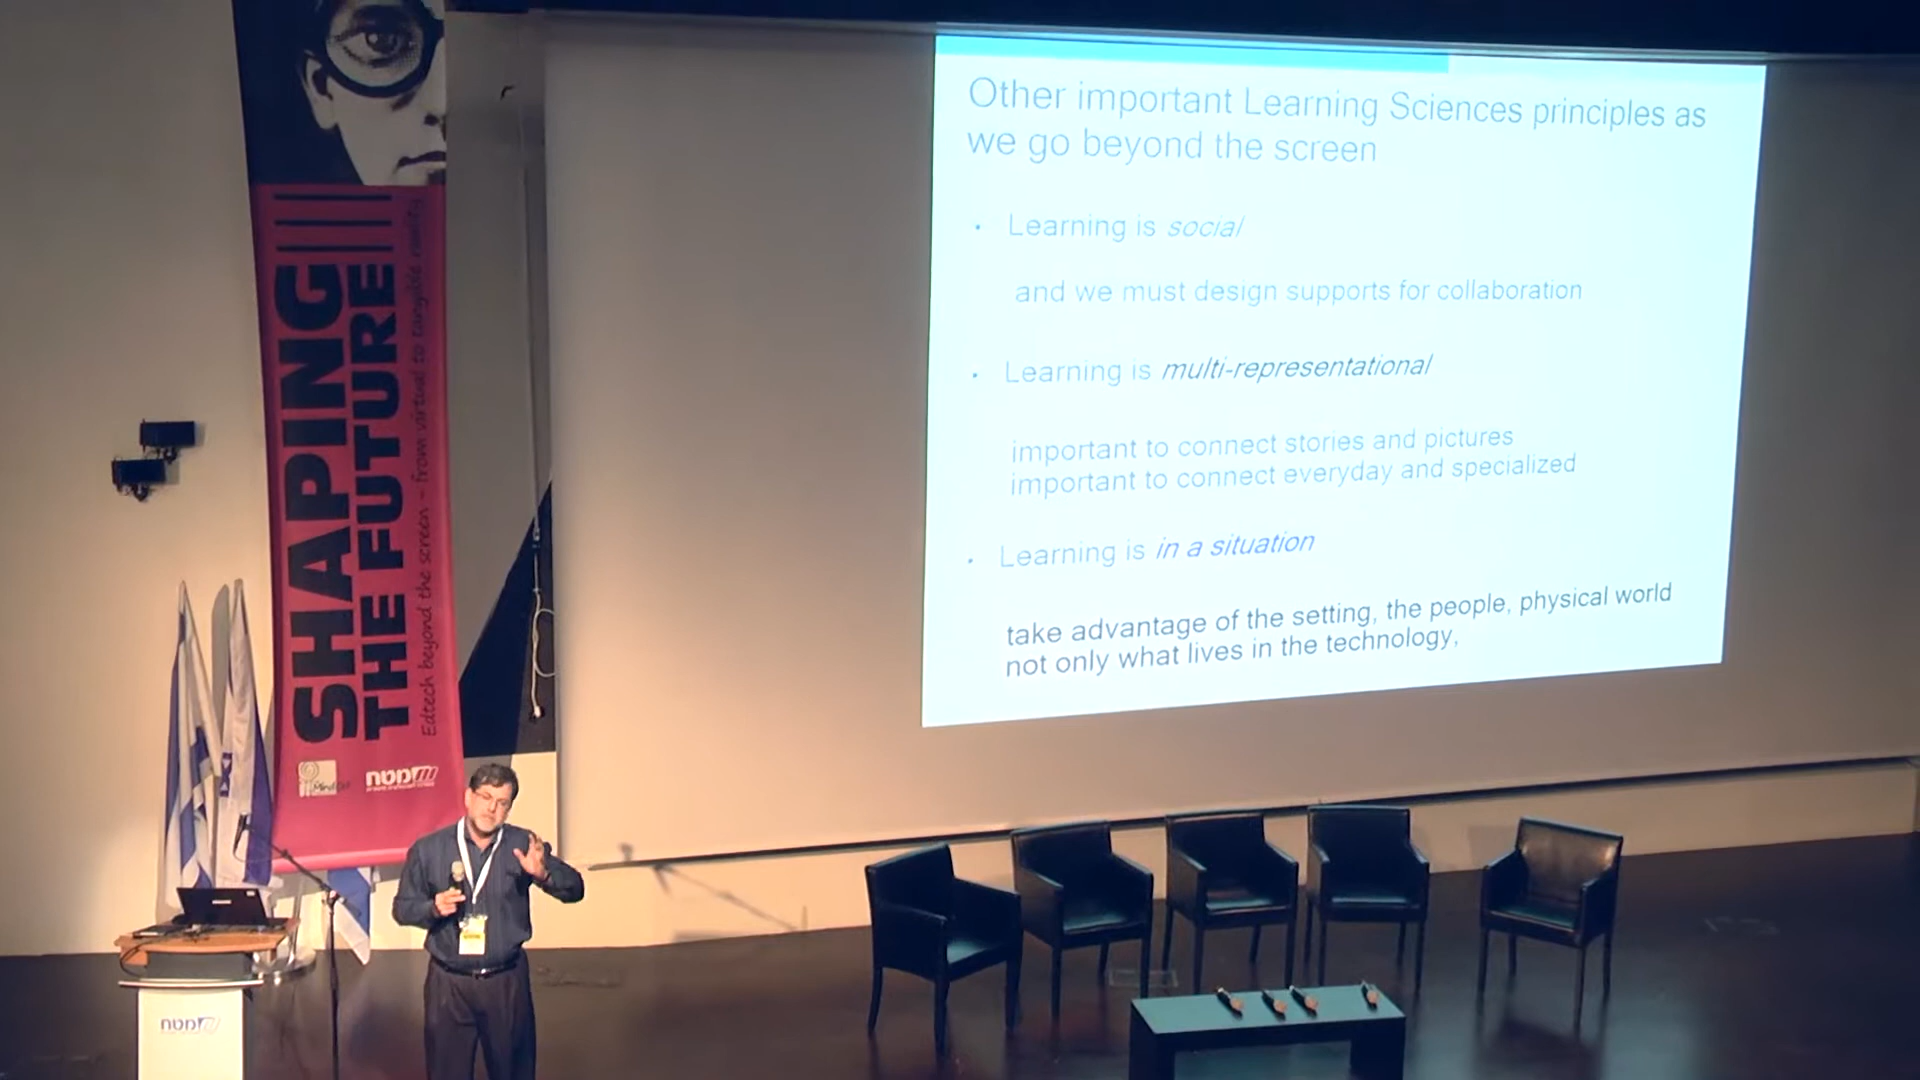 SHAPING
THE FUTURE
Edtech beyond the screen - from virtual to tangible reality
מטח
מטח
Other important Learning Sciences principles as
we go beyond the screen
· Learning is social
and we must design supports for collaboration
· Learning is multi-representational
important to connect stories and pictures
important to connect everyday and specialized
· Learning is in a situation
take advantage of the setting, the people, physical world
not only what lives in the technology,